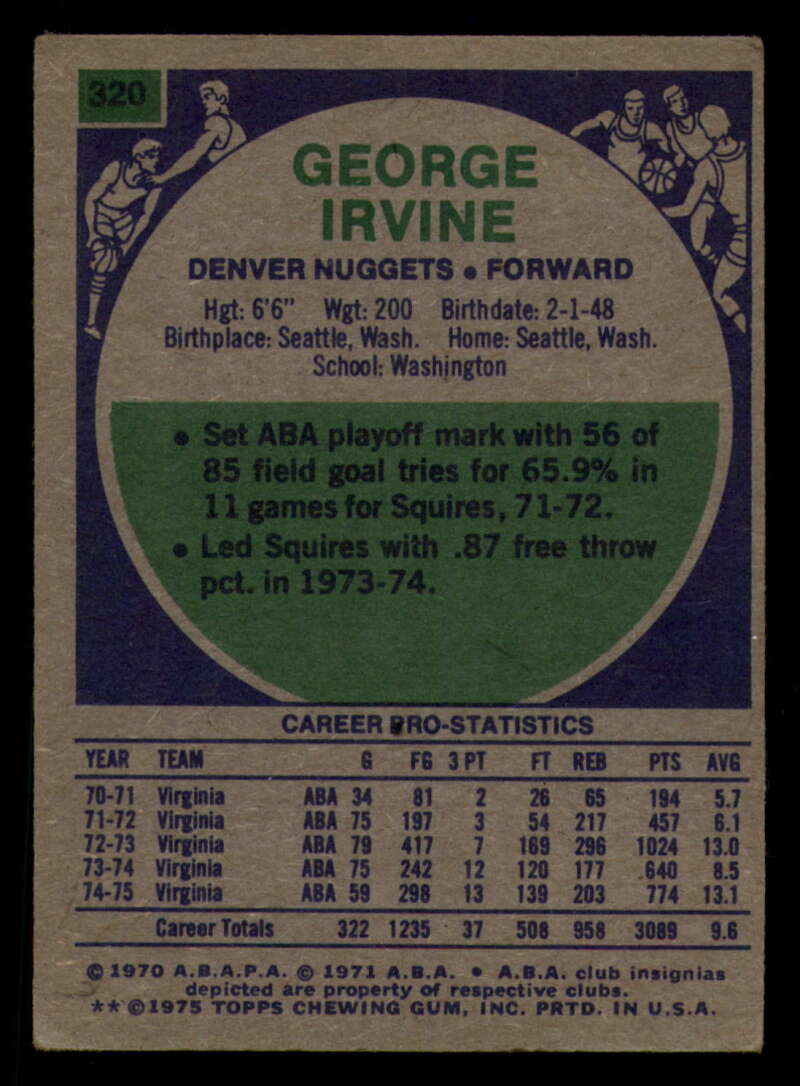 320
GEORGE
IRVINE
DENVER NUGGETS • FORWARD
Hgt: 6'6" Wgt: 200 Birthdate: 2-1-48
Birthplace: Seattle, Wash. Home: Seattle, Wash.
School: Washington
• Set ABA playoff mark with 56 of
85 field goal tries for 65.9% in
11 games for Squires, 71-72.
• Led Squires with .87 free throw
pct. in 1973-74.
CAREER PRO-STATISTICS
YEAR TEAM G FG 3 PT FT REB PTS AVG
70-71 Virginia ABA 34 81 2 26 65 194 5.7
71-72 Virginia ABA 75 197 3 54 217 457 6.1
72-73 Virginia ABA 79 417 7 169 296 1024 13.0
73-74 Virginia ABA 75 242 12 120 177 640 8.5
74-75 Virginia ABA 59 298 13 139 203 774 13.1
Career Totals 322 1235 37 508 958 3089 9.6
© 1970 A.B.A.P.A. © 1971 A.B.A. • A.B.A. club insignias
depicted are property of respective clubs.
** © 1975 TOPPS CHEWING GUM, INC. PRTD. IN U.S.A.